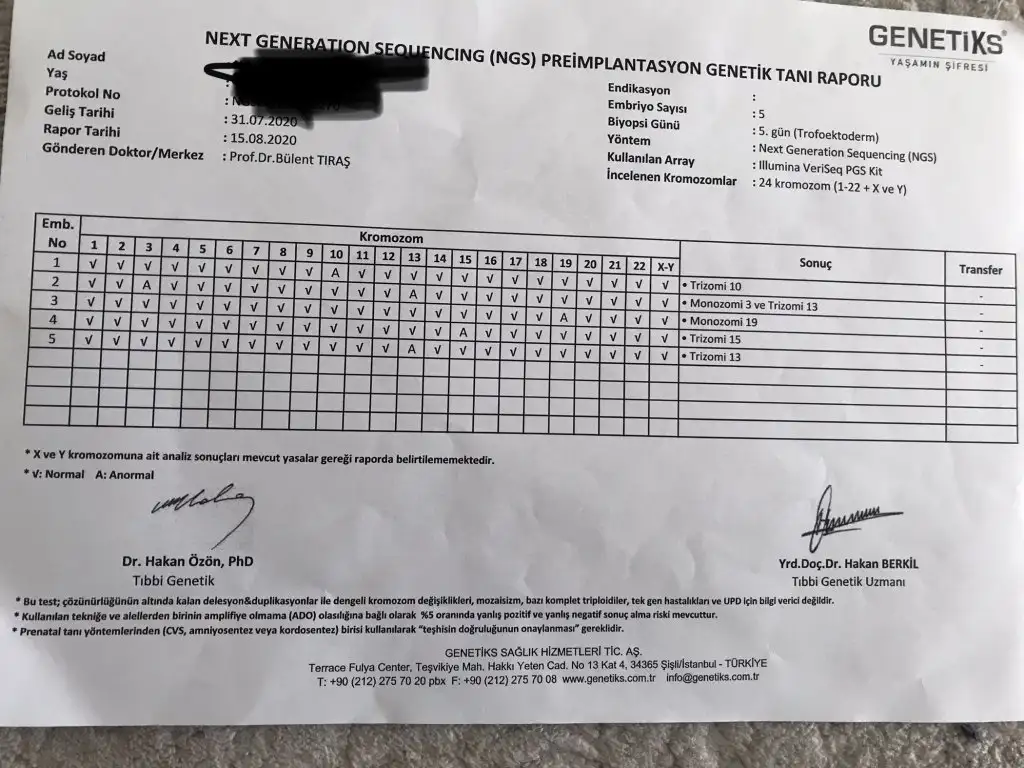 GENETiKS
YAŞAMIN ŞİFRESİ
NEXT GENERATION SEQUENCING (NGS) PREİMPLANTASYON GENETİK TANI RAPORU
Ad Soyad
Yaş :
Protokol No
Geliş Tarihi : 31.07.2020
Rapor Tarihi : 15.08.2020
Gönderen Doktor/Merkez : Prof.Dr.Bülent TIRAŞ
Endikasyon :
Embriyo Sayısı : 5
Biyopsi Günü : 5. gün (Trofoektoderm)
Yöntem : Next Generation Sequencing (NGS)
Kullanılan Array : Illumina VeriSeq PGS Kit
İncelenen Kromozomlar : 24 kromozom (1-22 + X ve Y)
Emb. No Kromozom Sonuç Transfer
1 2 3 4 5 6 7 8 9 10 11 12 13 14 15 16 17 18 19 20 21 22 X-Y
1 √ √ √ √ √ √ √ √ √ A √ √ √ √ √ √ √ √ √ √ √ √ √ • Trizomi 10 -
2 √ √ A √ √ √ √ √ √ √ √ √ A √ √ √ √ √ √ √ √ √ √ • Monozomi 3 ve Trizomi 13 -
3 √ √ √ √ √ √ √ √ √ √ √ √ √ √ √ √ √ √ A √ √ √ √ • Monozomi 19 -
4 √ √ √ √ √ √ √ √ √ √ √ √ √ √ A √ √ √ √ √ √ √ √ • Trizomi 15 -
5 √ √ √ √ √ √ √ √ √ √ √ √ A √ √ √ √ √ √ √ √ √ √ • Trizomi 13 -
* X ve Y kromozomuna ait analiz sonuçları mevcut yasalar gereği raporda belirtilememektedir.
* √: Normal A: Anormal
Dr. Hakan Özön, PhD
Tıbbi Genetik
Yrd.Doç.Dr. Hakan BERKİL
Tıbbi Genetik Uzmanı
* Bu test; çözünürlüğünün altında kalan delesyon&duplikasyonlar ile dengeli kromozom değişiklikleri, mozaisizm, bazı komplet triploidiler, tek gen hastalıkları ve UPD için bilgi verici değildir.
* Kullanılan tekniğe ve alellerden birinin amplifiye olmama (ADO) olasılığına bağlı olarak %5 oranında yanlış pozitif ve yanlış negatif sonuç alma riski mevcuttur.
* Prenatal tanı yöntemlerinden (CVS, amniyosentez veya kordosentez) birisi kullanılarak "teşhisin doğruluğunun onaylanması" gereklidir.
GENETİKS SAĞLIK HİZMETLERİ TİC. AŞ.
Terrace Fulya Center, Teşvikiye Mah. Hakkı Yeten Cad. No 13 Kat 4, 34365 Şişli/İstanbul - TÜRKİYE
T: +90 (212) 275 70 20 pbx F: +90 (212) 275 70 08 www.genetiks.com.tr info@genetiks.com.tr